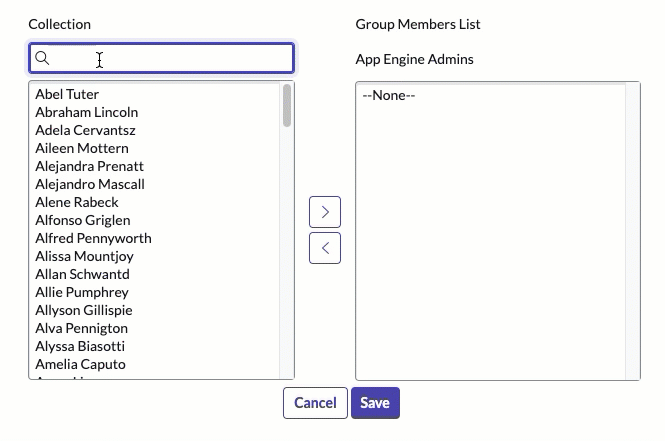 Collection
Group Members List
App Engine Admins
Abel Tuter
Abraham Lincoln
Adela Cervantsz
Aileen Mottern
Alejandra Prenatt
Alejandro Mascall
Alene Rabeck
Alfonso Griglen
Alfred Pennyworth
Alissa Mountjoy
Allan Schwantd
Allie Pumphrey
Allyson Gillispie
Alva Pennigton
Alyssa Biasotti
Amelia Caputo
--None--
Cancel
Save